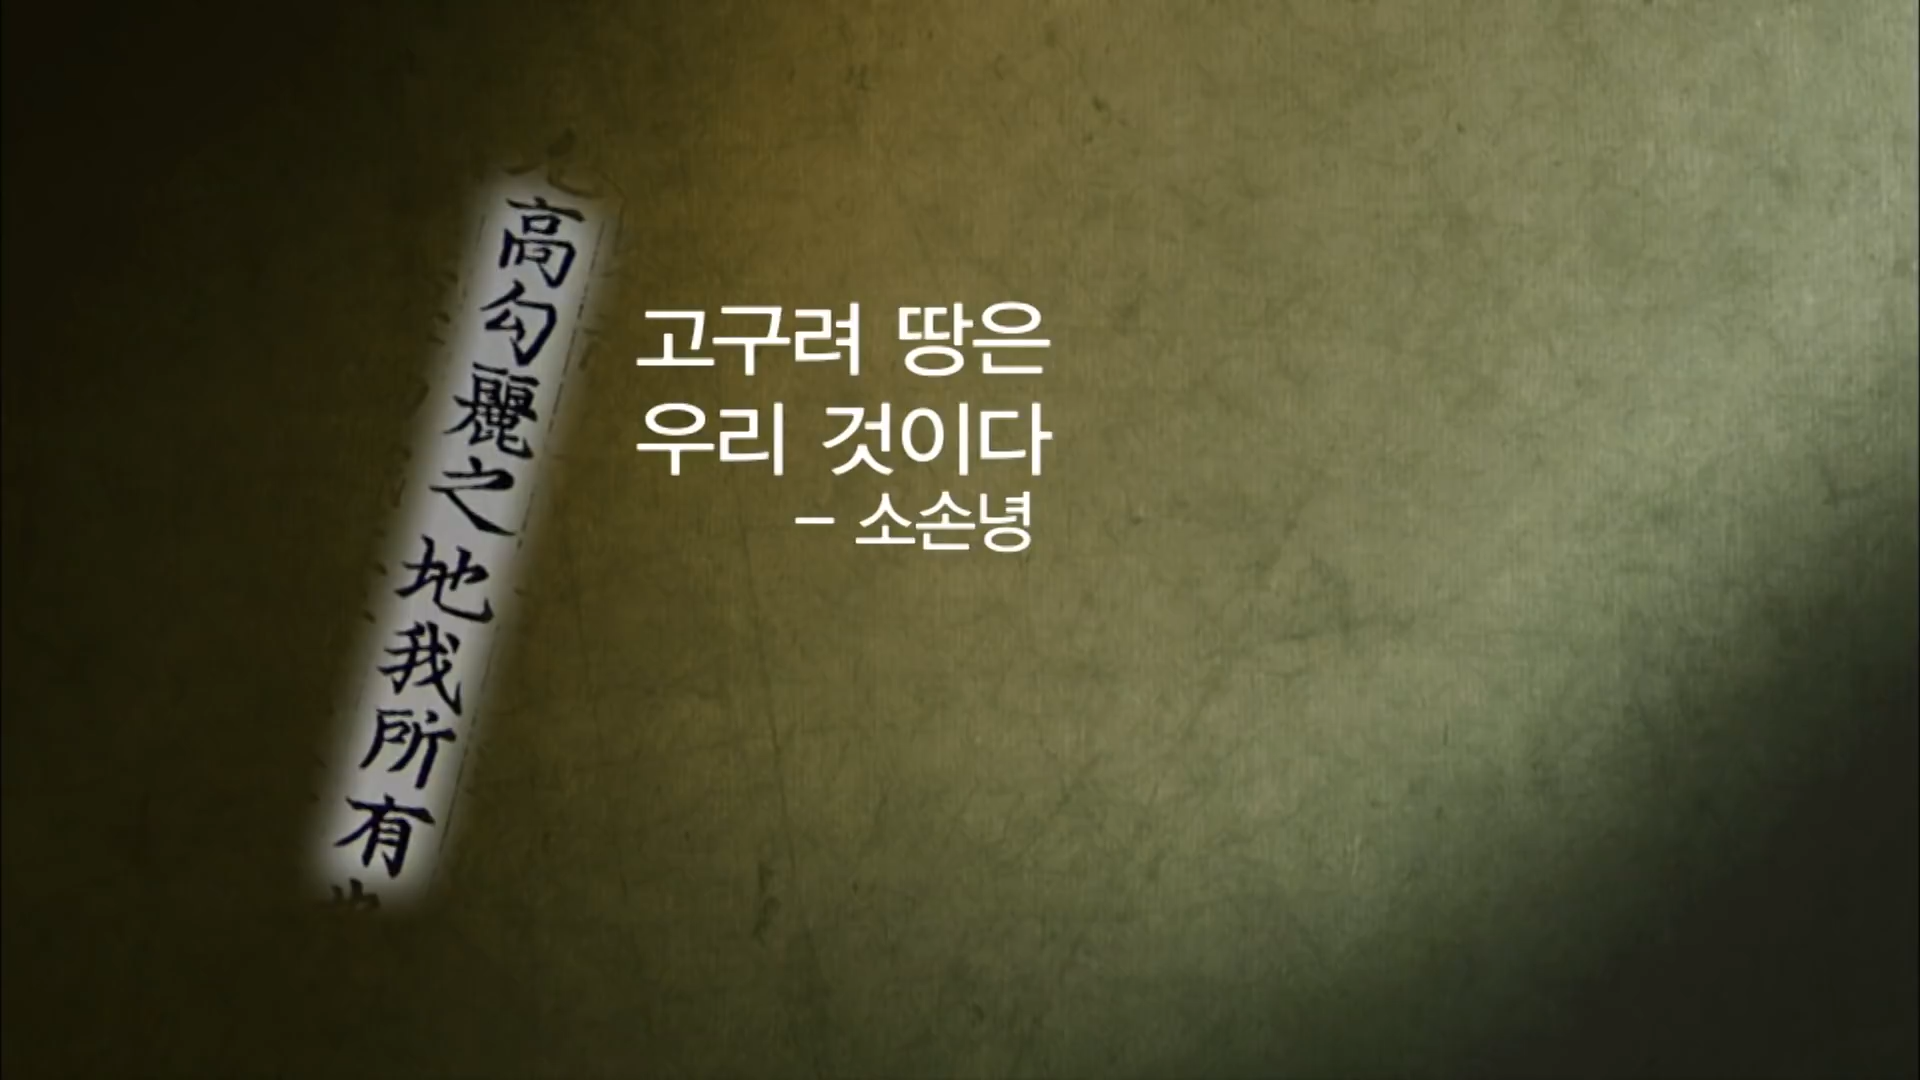 高勾麗之地我所有
고구려 땅은
우리 것이다
- 소손녕